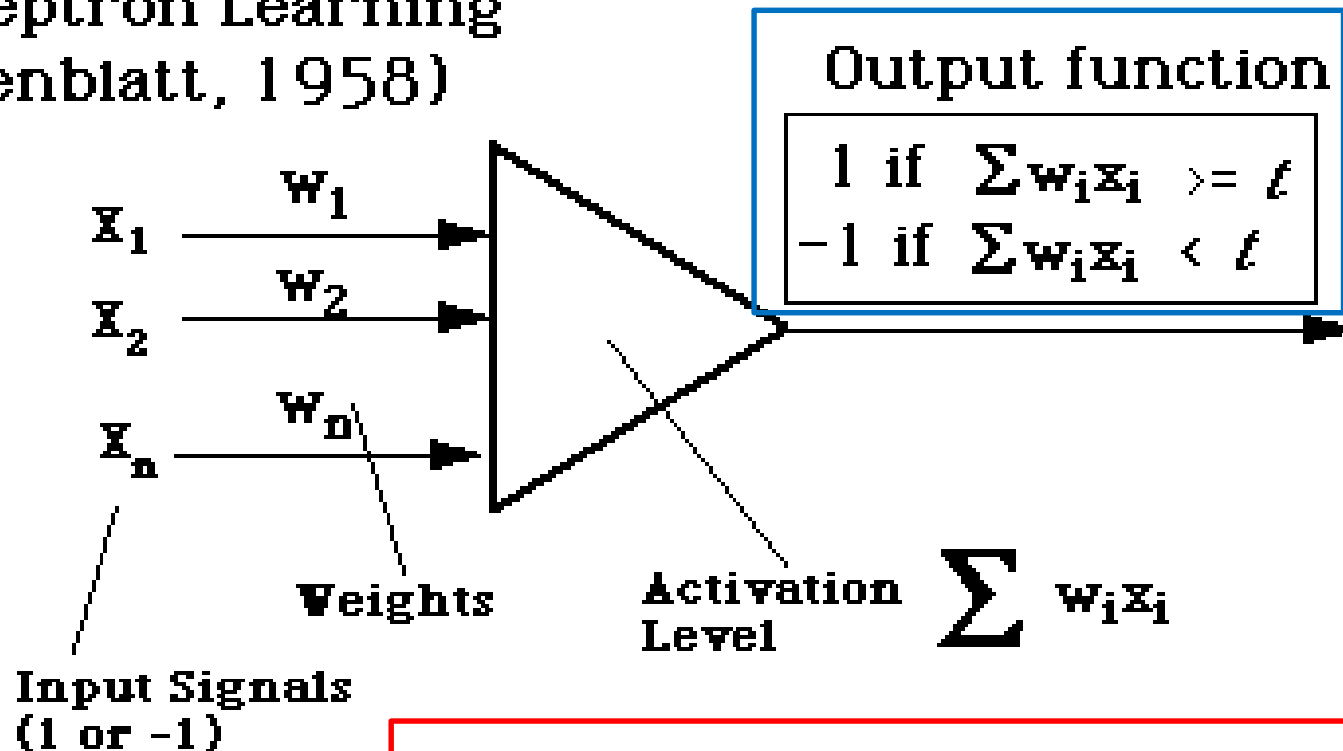 eptron Learning
enblatt, 1958)
Output function
1 if ∑wᵢxᵢ >= t
-1 if ∑wᵢxᵢ < t
X₁ w₁
X₂ w₂
Xₙ wₙ
Weights
Activation Level ∑ wᵢxᵢ
Input Signals
(1 or -1)